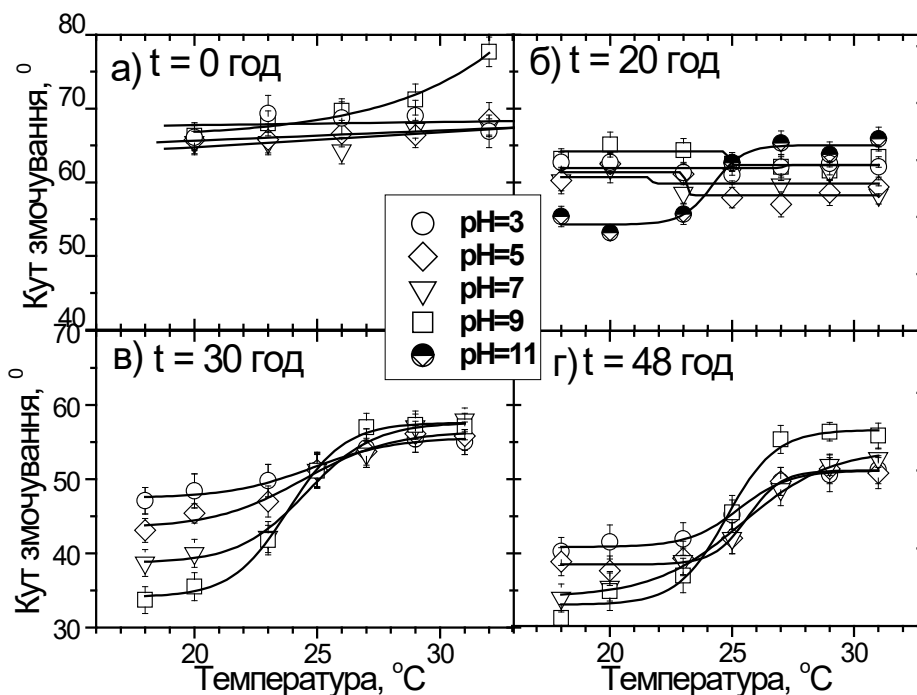 80
70
60
50
40
Кут змочування, 0
а) t = 0 год
б) t = 20 год
pH=3
pH=5
pH=7
pH=9
pH=11
70
60
50
40
30
Кут змочування, 0
в) t = 30 год
г) t = 48 год
20 25 30
20 25 30
Температура, °C
Температура, °C